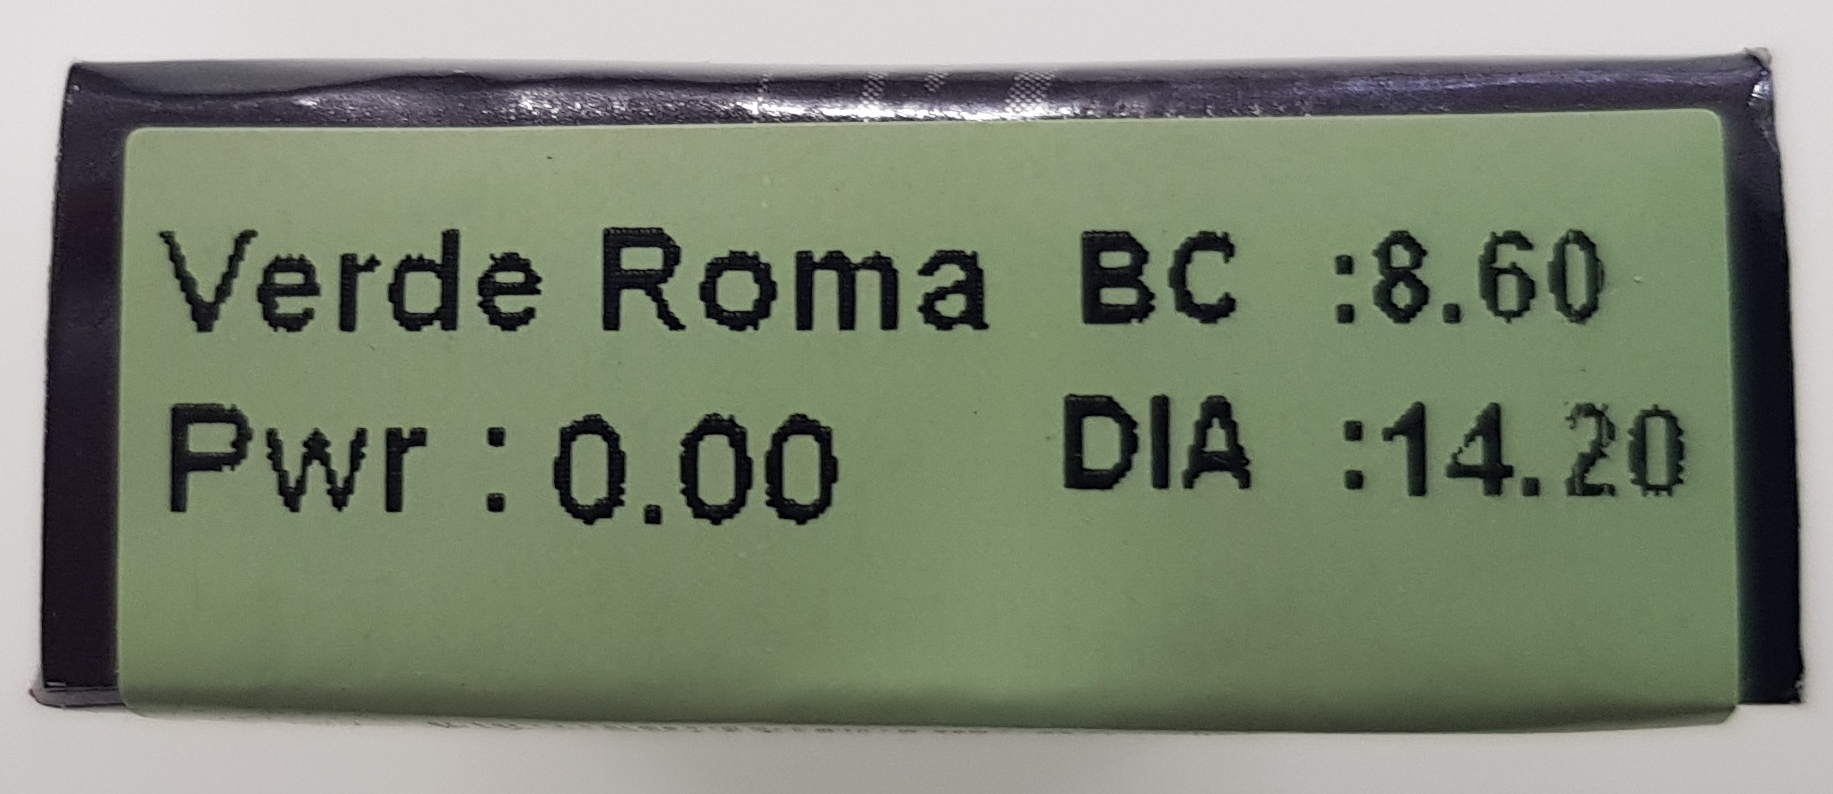 Verde Roma BC :8.60
Pwr : 0.00 DIA :14.20